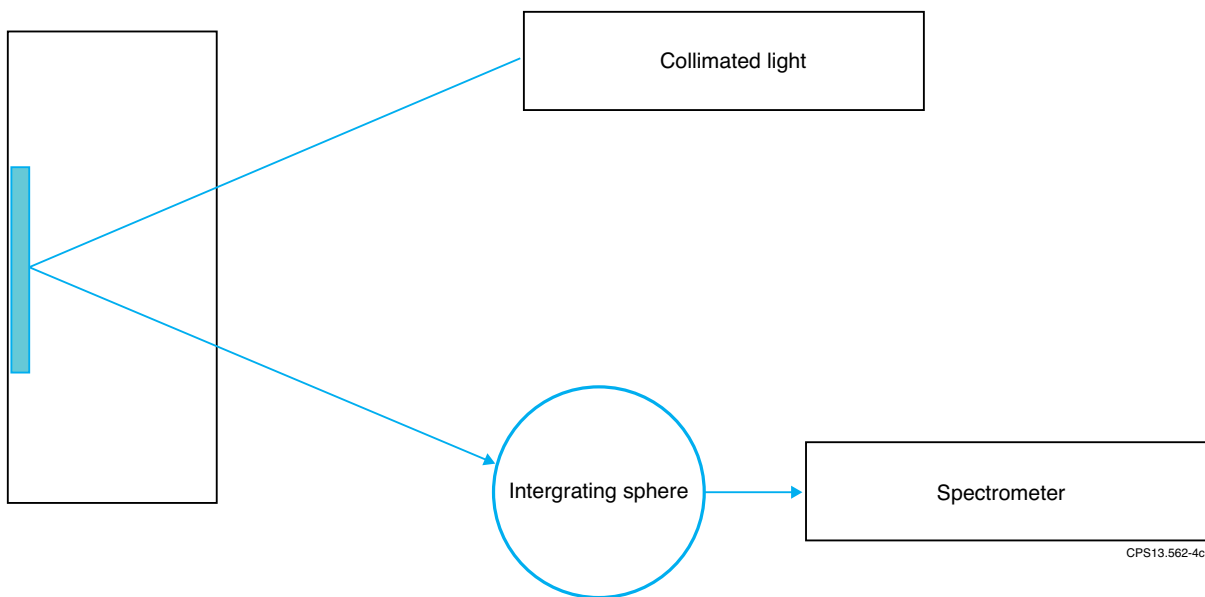 Collimated light
Intergrating sphere
Spectrometer
CPS13.562-4c